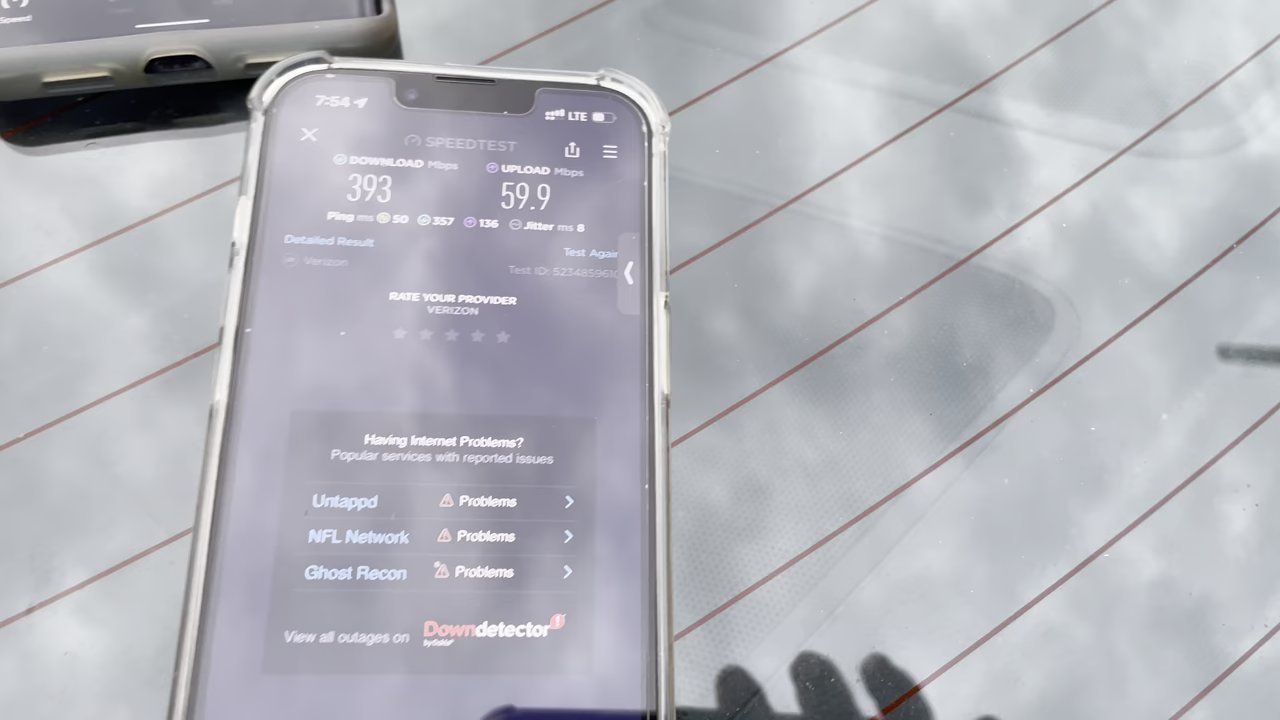 Speed
7:54 LTE
SPEEDTEST
DOWNLOAD Mbps UPLOAD Mbps
393 59.9
Ping ms 50 357 136 Jitter ms 8
Detailed Result Test Again
Verizon Test ID: 5234859610
RATE YOUR PROVIDER
VERIZON
Having Internet Problems?
Popular services with reported issues
Untappd Problems
NFL Network Problems
Ghost Recon Problems
View all outages on Downdetector